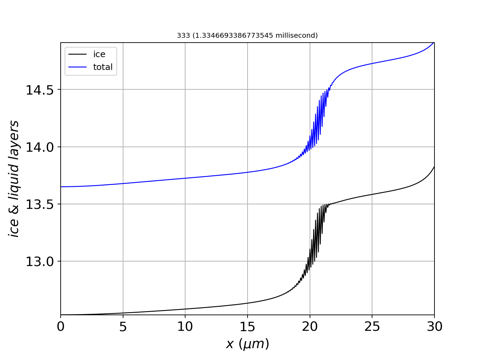 333 (1.3346693386773545 millisecond)
ice
total
14.5
14.0
13.5
13.0
ice & liquid layers
0 5 10 15 20 25 30
x (μm)